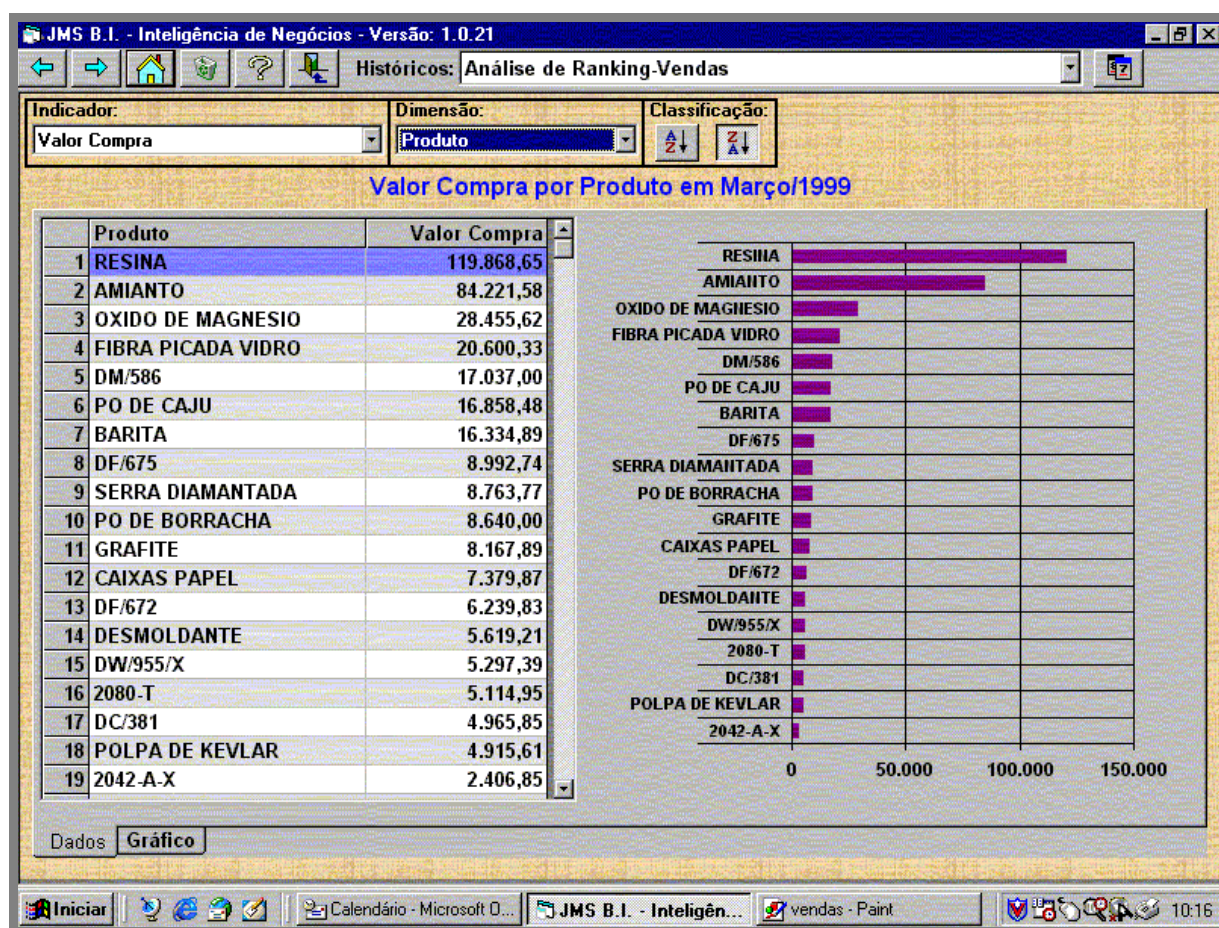 JMS B.I. - Inteligência de Negócios - Versão: 1.0.21
Históricos: Análise de Ranking-Vendas
Indicador: Dimensão: Classificação:
Valor Compra Produto
Valor Compra por Produto em Março/1999
Produto Valor Compra
1 RESINA 119.868,65
2 AMIANTO 84.221,58
3 OXIDO DE MAGNESIO 28.455,62
4 FIBRA PICADA VIDRO 20.600,33
5 DM/586 17.037,00
6 PO DE CAJU 16.858,48
7 BARITA 16.334,89
8 DF/675 8.992,74
9 SERRA DIAMANTADA 8.763,77
10 PO DE BORRACHA 8.640,00
11 GRAFITE 8.167,89
12 CAIXAS PAPEL 7.379,87
13 DF/672 6.239,83
14 DESMOLDANTE 5.619,21
15 DW/955/X 5.297,39
16 2080-T 5.114,95
17 DC/381 4.965,85
18 POLPA DE KEVLAR 4.915,61
19 2042-A-X 2.406,85
RESINA
AMIANTO
OXIDO DE MAGNESIO
FIBRA PICADA VIDRO
DM/586
PO DE CAJU
BARITA
DF/675
SERRA DIAMANTADA
PO DE BORRACHA
GRAFITE
CAIXAS PAPEL
DF/672
DESMOLDANTE
DW/955/X
2080-T
DC/381
POLPA DE KEVLAR
2042-A-X
0 50.000 100.000 150.000
Dados Gráfico
Iniciar Calendário - Microsoft O... JMS B.I. - Inteligên... vendas - Paint 10:16